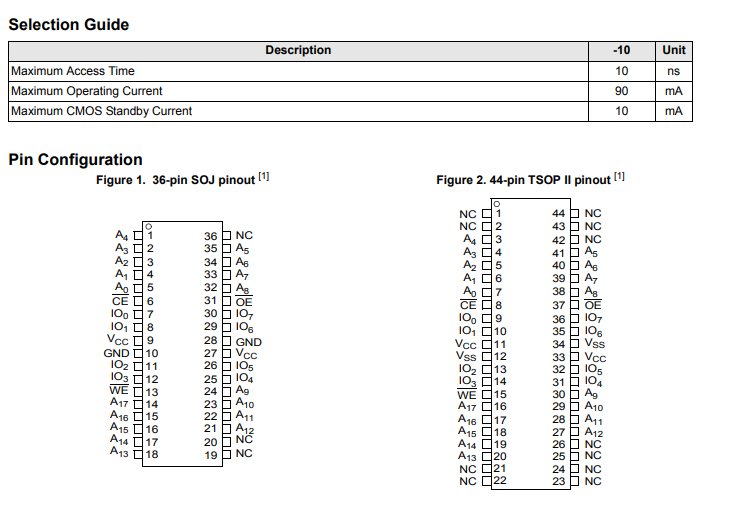 Selection Guide
Description -10 Unit
Maximum Access Time 10 ns
Maximum Operating Current 90 mA
Maximum CMOS Standby Current 10 mA
Pin Configuration
Figure 1. 36-pin SOJ pinout [1]
A4 1 36 NC
A3 2 35 A5
A2 3 34 A6
A1 4 33 A7
A0 5 32 A8
CE 6 31 OE
IO0 7 30 IO7
IO1 8 29 IO6
VCC 9 28 GND
GND 10 27 VCC
IO2 11 26 IO5
IO3 12 25 IO4
WE 13 24 A9
A17 14 23 A10
A16 15 22 A11
A15 16 21 A12
A14 17 20 NC
A13 18 19 NC
Figure 2. 44-pin TSOP II pinout [1]
NC 1 44 NC
NC 2 43 NC
A4 3 42 NC
A3 4 41 A5
A2 5 40 A6
A1 6 39 A7
A0 7 38 A8
CE 8 37 OE
IO0 9 36 IO7
IO1 10 35 IO6
VCC 11 34 VSS
VSS 12 33 VCC
IO2 13 32 IO5
IO3 14 31 IO4
WE 15 30 A9
A17 16 29 A10
A16 17 28 A11
A15 18 27 A12
A14 19 26 NC
A13 20 25 NC
NC 21 24 NC
NC 22 23 NC